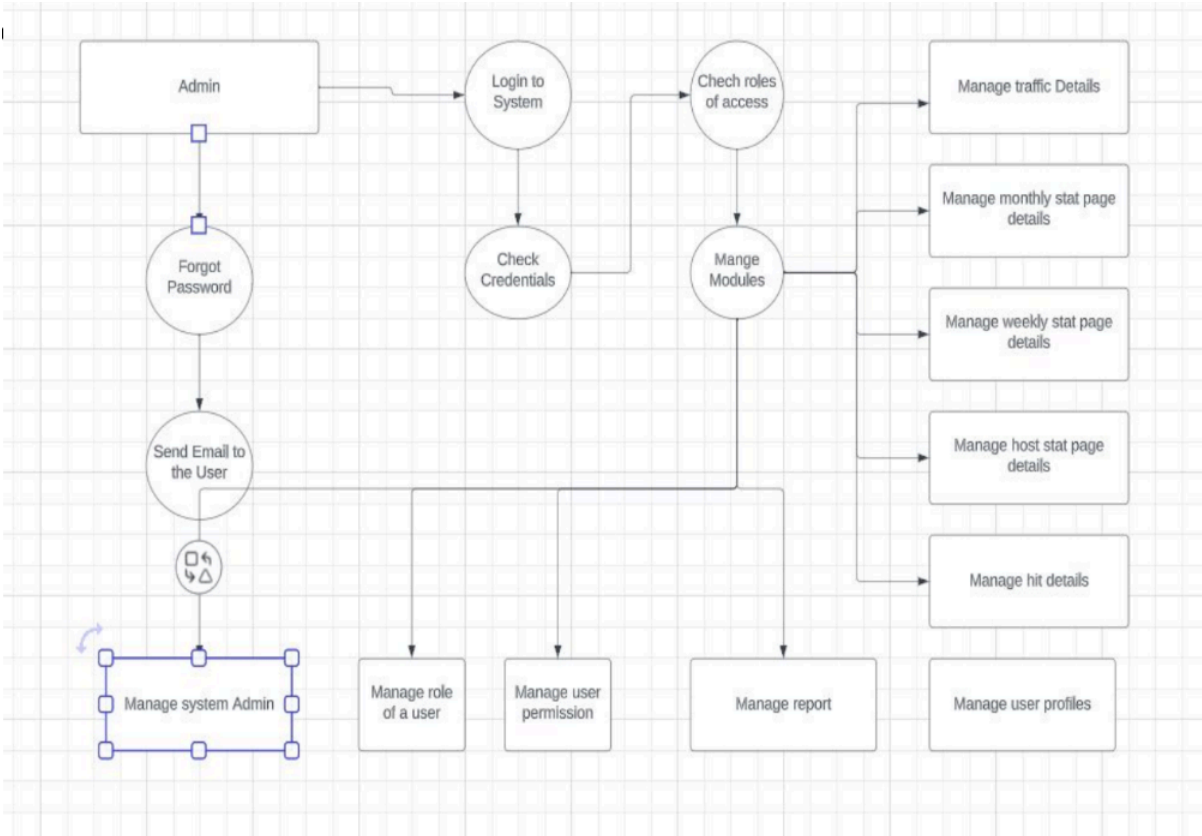 Admin
Login to
System
Chech roles
of access
Manage traffic Details
Manage monthly stat page
details
Forgot
Password
Check
Credentials
Mange
Modules
Manage weekly stat page
details
Send Email to
the User
Manage host stat page
details
Manage hit details
Manage system Admin
Manage role
of a user
Manage user
permission
Manage report
Manage user profiles